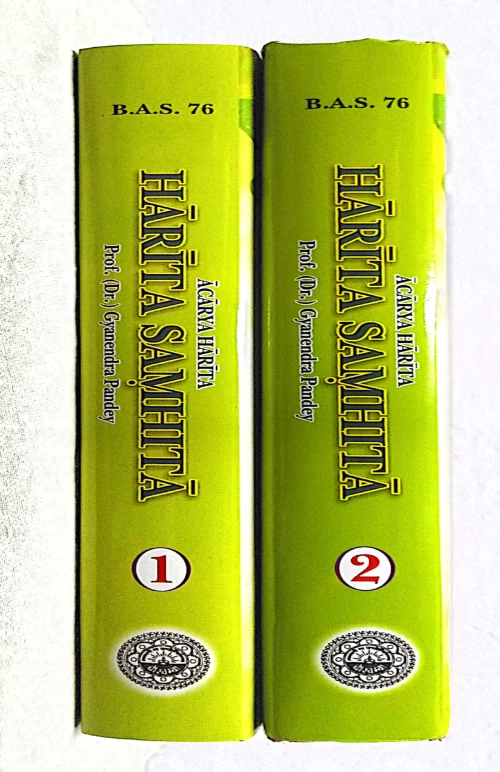 B.A.S. 76
ĀCĀRYA HĀRĪTA
HĀRĪTA SAṂHITĀ
Prof. (Dr.) Gyanendra Pandey
1
B.A.S. 76
ĀCĀRYA HĀRĪTA
HĀRĪTA SAṂHITĀ
Prof. (Dr.) Gyanendra Pandey
2